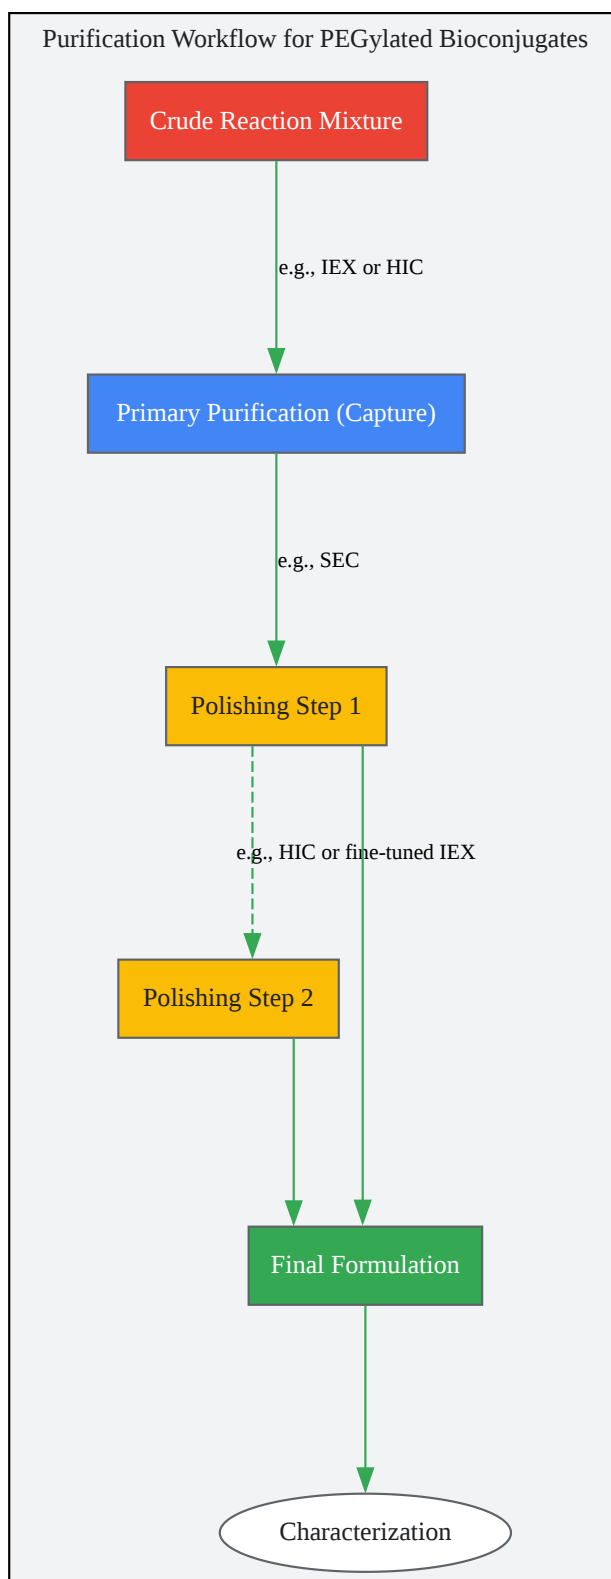 Purification Workflow for PEGylated Bioconjugates
Crude Reaction Mixture
e.g., IEX or HIC
Primary Purification (Capture)
e.g., SEC
Polishing Step 1
e.g., HIC or fine-tuned IEX
Polishing Step 2
Final Formulation
Characterization